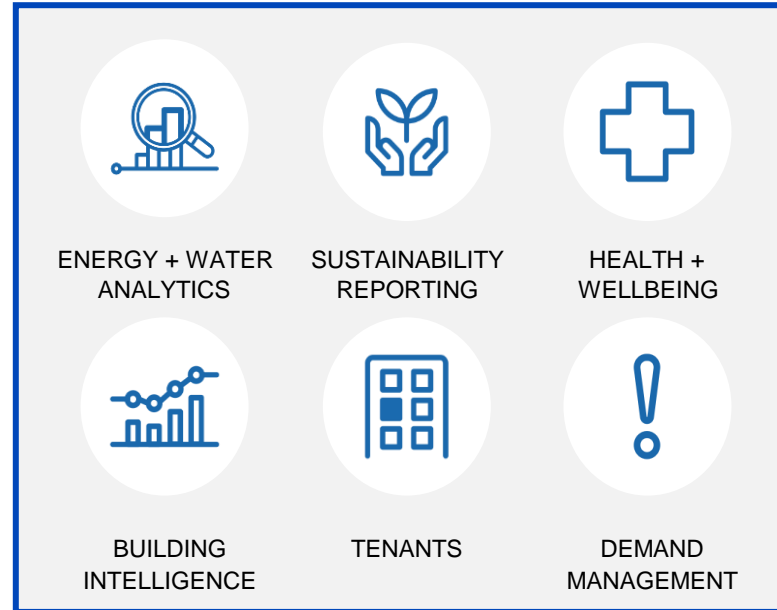 ENERGY + WATER
ANALYTICS
SUSTAINABILITY
REPORTING
HEALTH +
WELLBEING
BUILDING
INTELLIGENCE
TENANTS
DEMAND
MANAGEMENT